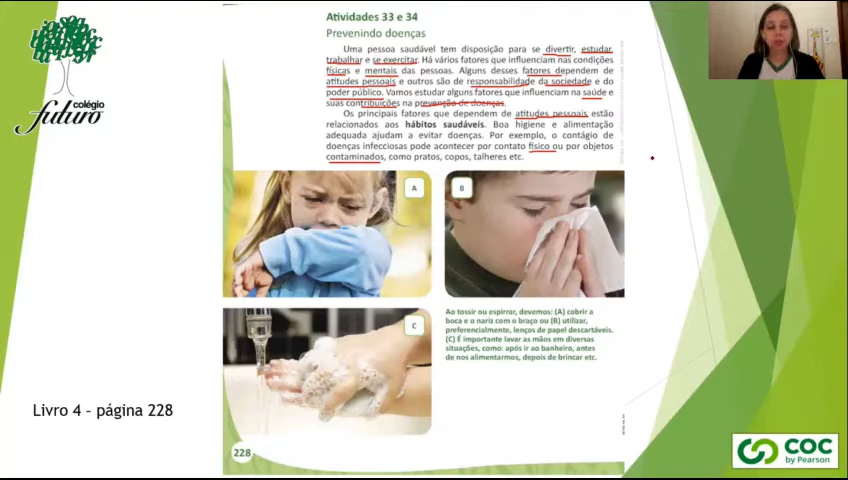 Atividades 33 e 34
Prevenindo doenças
Uma pessoa saudável tem disposição para se divertir, estudar,
trabalhar e se exercitar. Há vários fatores que influenciam nas condições
físicas e mentais das pessoas. Alguns desses fatores dependem de
atitudes pessoais e outros são de responsabilidade da sociedade e do
poder público. Vamos estudar alguns fatores que influenciam na saúde e
suas contribuições na prevenção de doenças.
Os principais fatores que dependem de atitudes pessoais estão
relacionados aos hábitos saudáveis. Boa higiene e alimentação
adequada ajudam a evitar doenças. Por exemplo, o contágio de
doenças infecciosas pode acontecer por contato físico ou por objetos
contaminados, como pratos, copos, talheres etc.
A
B
C
Ao tossir ou espirrar, devemos: (A) cobrir a
boca e o nariz com o braço ou (B) utilizar,
preferencialmente, lenços de papel descartáveis.
(C) É importante lavar as mãos em diversas
situações, como: após ir ao banheiro, antes
de nos alimentarmos, depois de brincar etc.
228
Livro 4 - página 228
colégio
futuro
COC
by Pearson